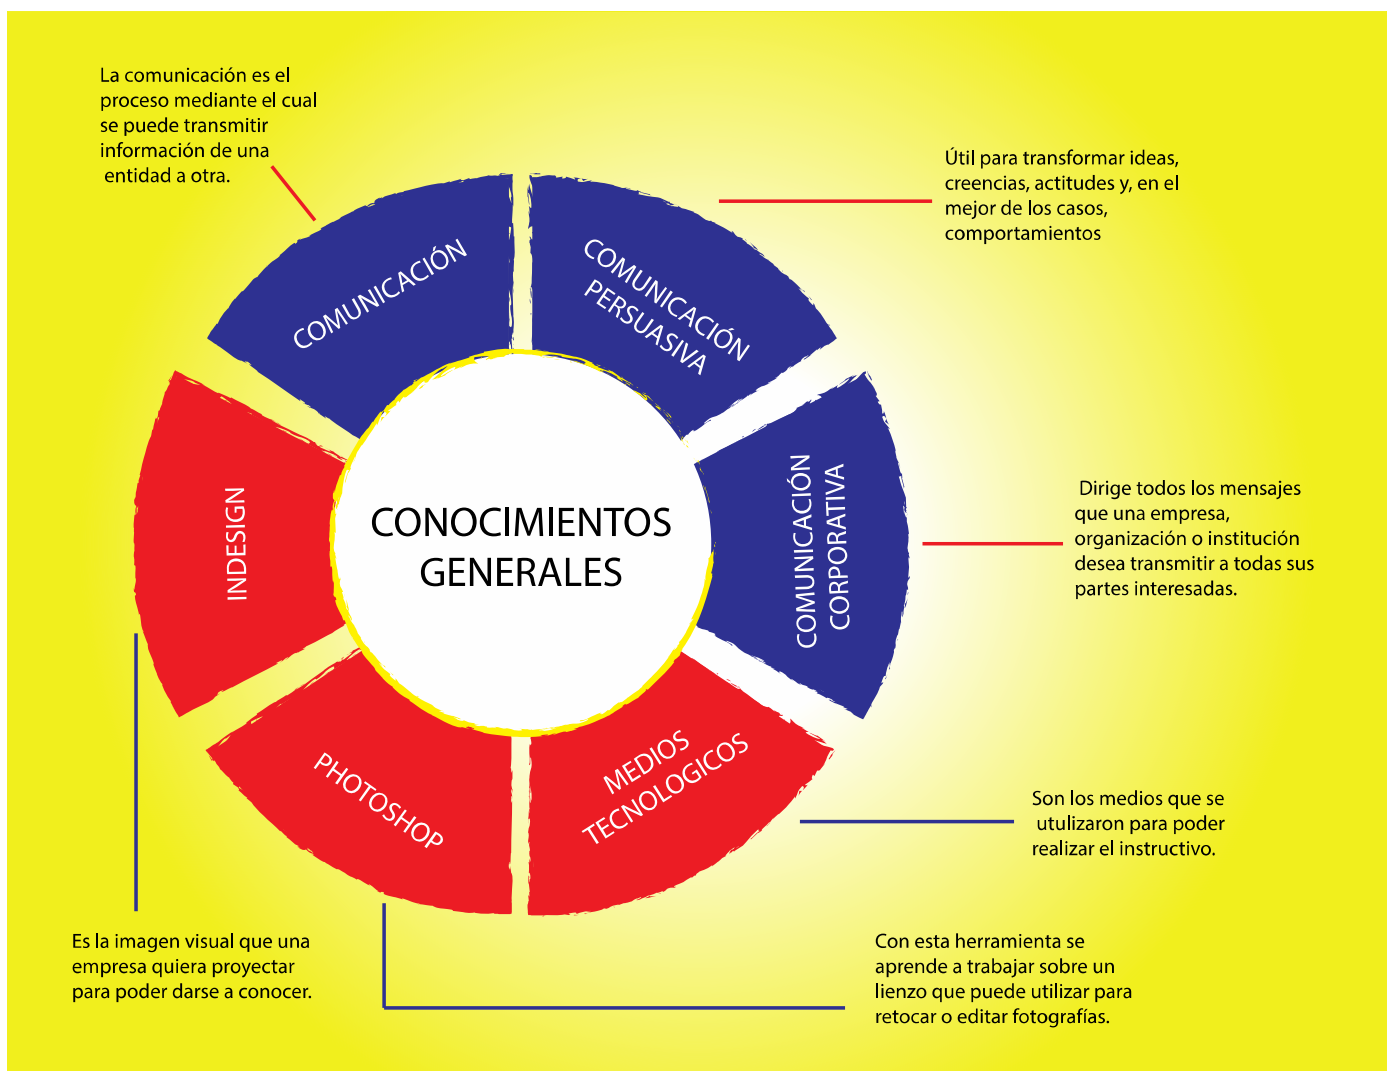 La comunicación es el
proceso mediante el cual
se puede transmitir
información de una
entidad a otra.
Útil para transformar ideas,
creencias, actitudes y, en el
mejor de los casos,
comportamientos
COMUNICACIÓN
COMUNICACIÓN
PERSUASIVA
COMUNICACIÓN
CORPORATIVA
Dirige todos los mensajes
que una empresa,
organización o institución
desea transmitir a todas sus
partes interesadas.
INDESIGN
CONOCIMIENTOS
GENERALES
PHOTOSHOP
MEDIOS
TECNOLOGICOS
Son los medios que se
utulizaron para poder
realizar el instructivo.
Es la imagen visual que una
empresa quiera proyectar
para poder darse a conocer.
Con esta herramienta se
aprende a trabajar sobre un
lienzo que puede utilizar para
retocar o editar fotografías.